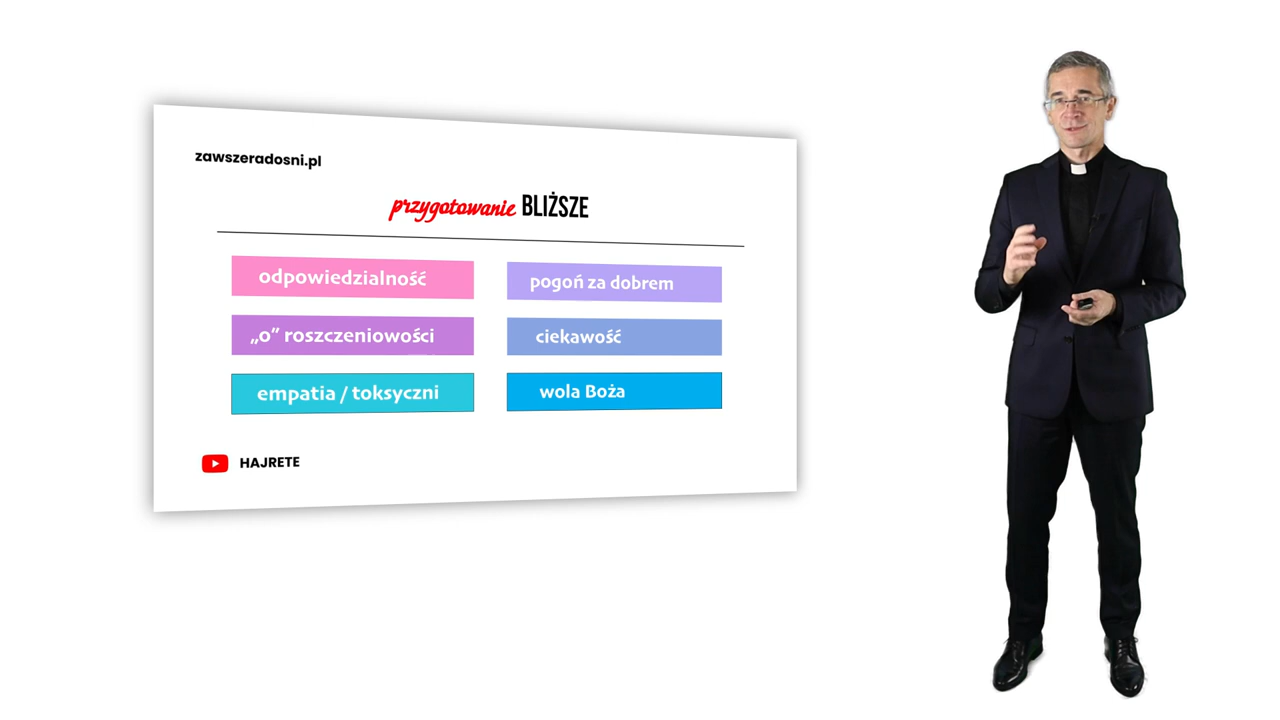 zawszeradosni.pl
przygotowanie BLIŻSZE
odpowiedzialność
pogoń za dobrem
„o” roszczeniowości
ciekawość
empatia / toksyczni
wola Boża
HAJRETE